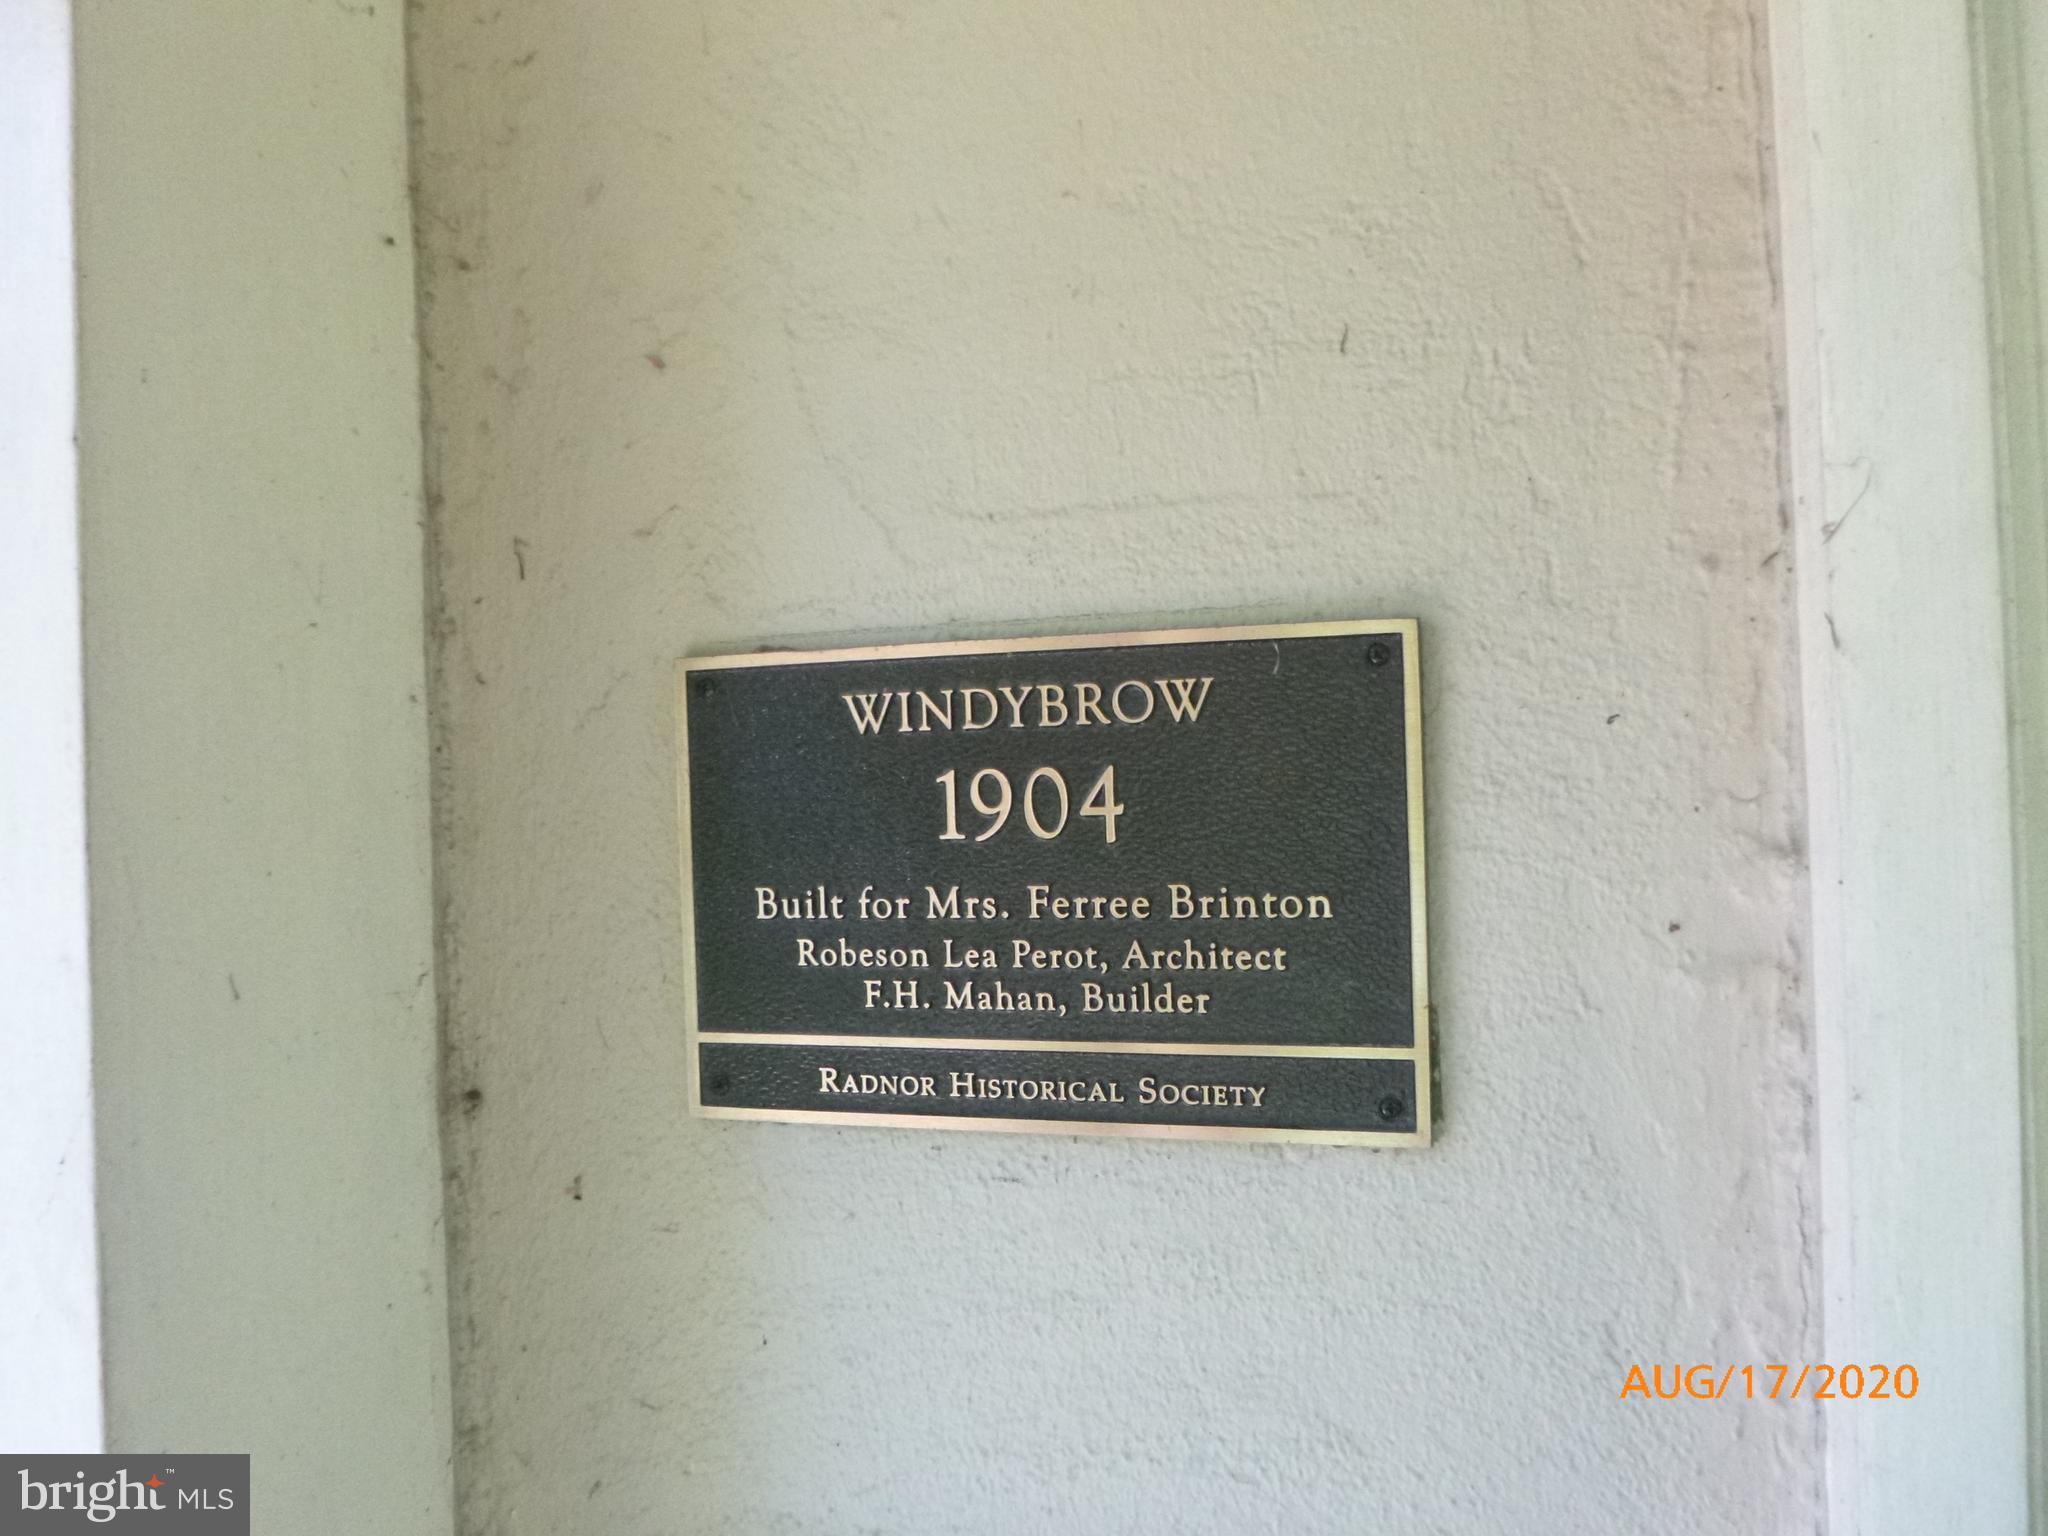 WINDYBROW
1904
Built for Mrs. Ferree Brinton
Robeson Lea Perot, Architect
F.H. Mahan, Builder
RADNOR HISTORICAL SOCIETY
AUG/17/2020
bright™ MLS